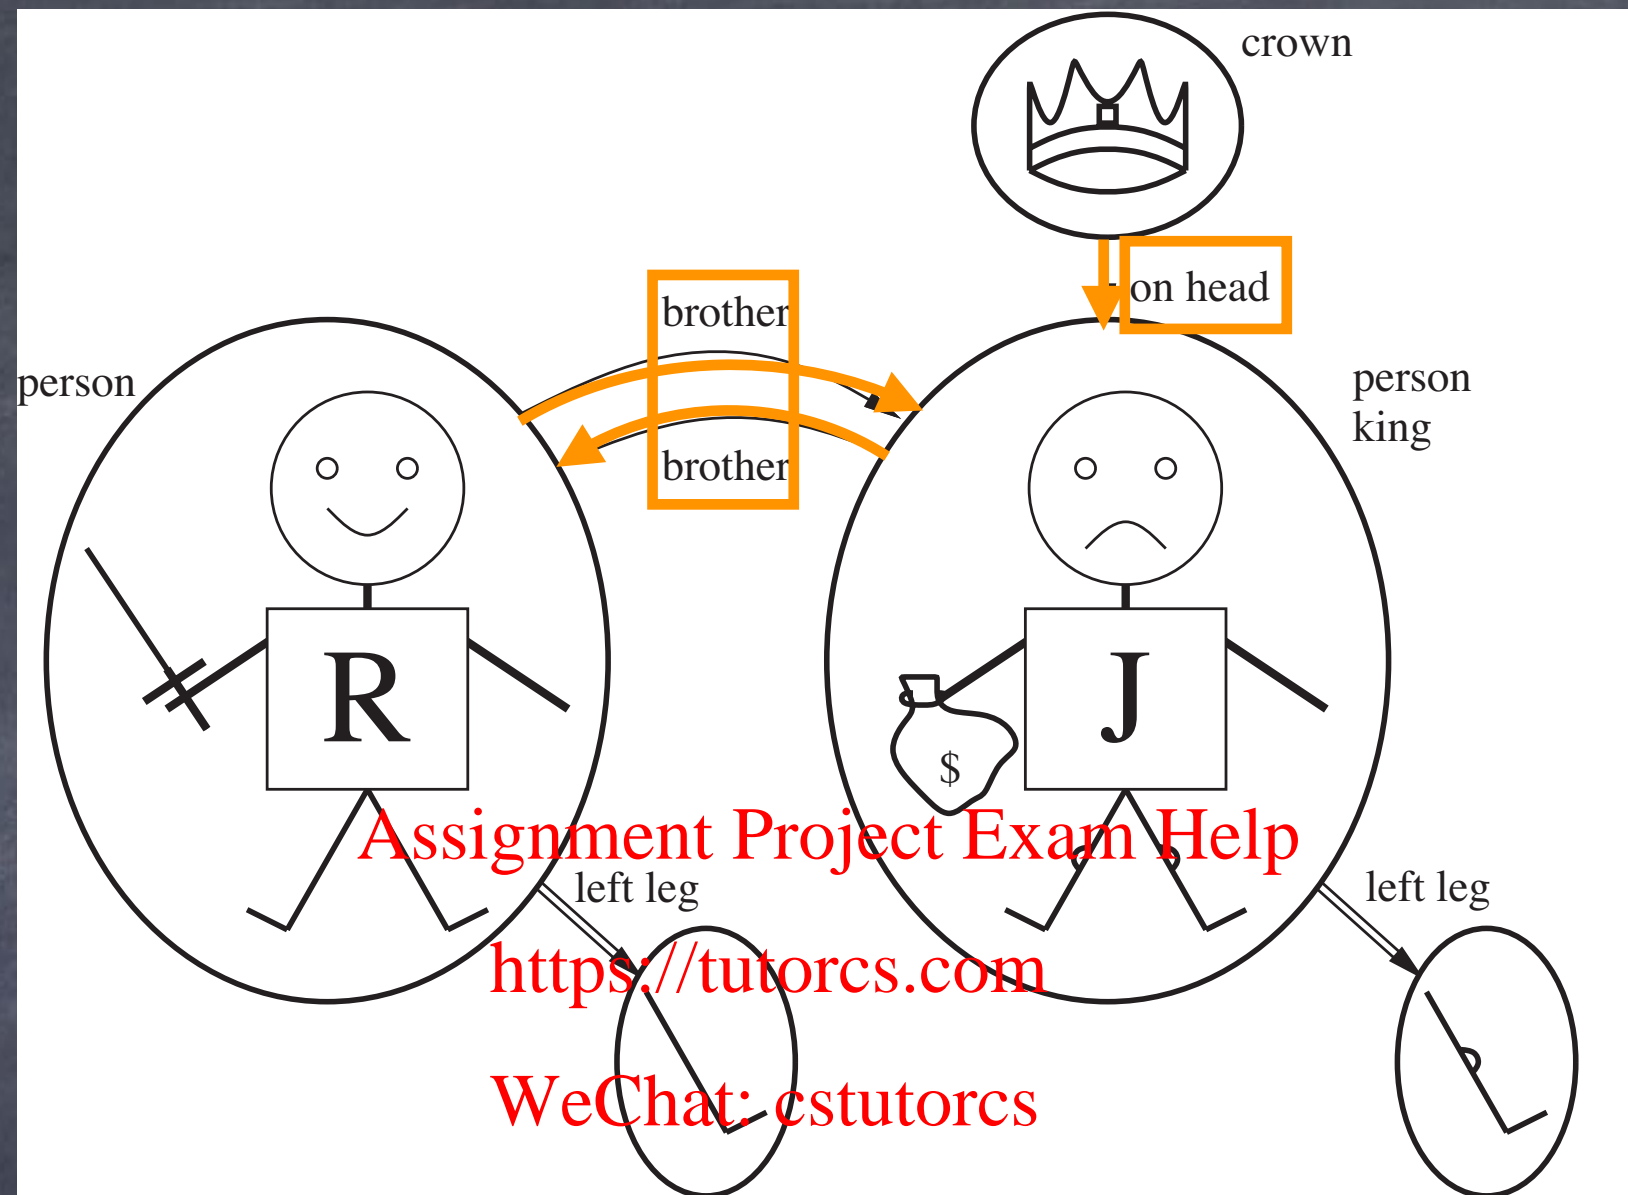 crown
on head
brother
person
person
king
brother
R
J
$
Assignment Project Exam Help
left leg
left leg
https://tutorcs.com
WeChat: cstutorcs